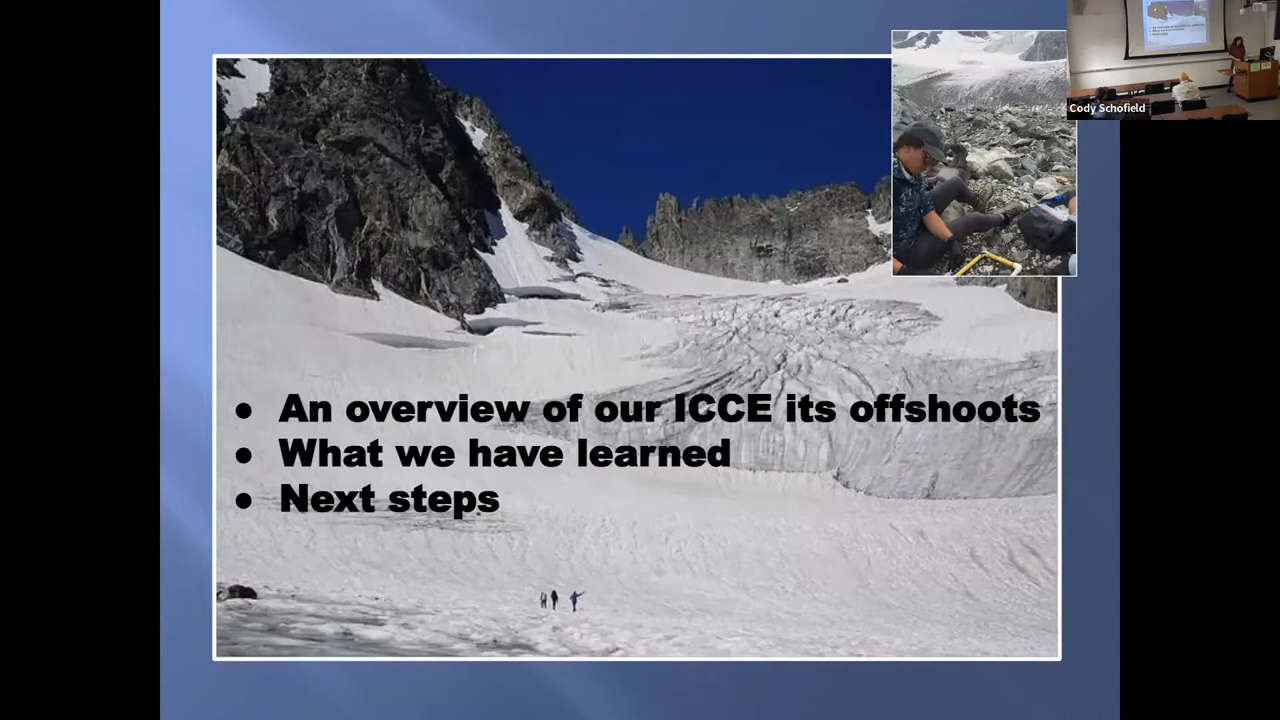 Cody Schofield
● An overview of our ICCE its offshoots
● What we have learned
● Next steps